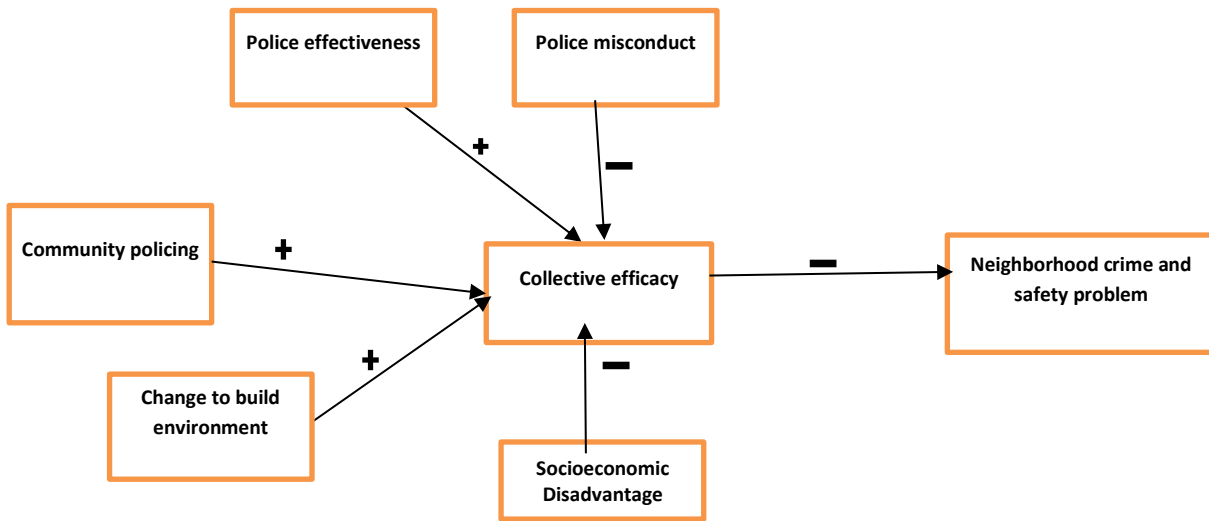 Police effectiveness
Police misconduct
+
−
Community policing
+
Collective efficacy
−
Neighborhood crime and
safety problem
+
−
Change to build
environment
Socioeconomic
Disadvantage